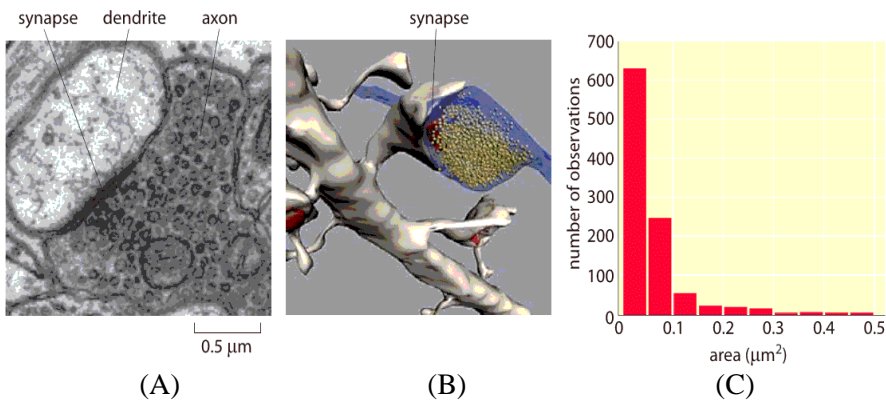 synapse dendrite axon
0.5 μm
(A)
synapse
(B)
700
600
500
400
300
200
100
0
number of observations
0 0.1 0.2 0.3 0.4 0.5
area (μm²)
(C)